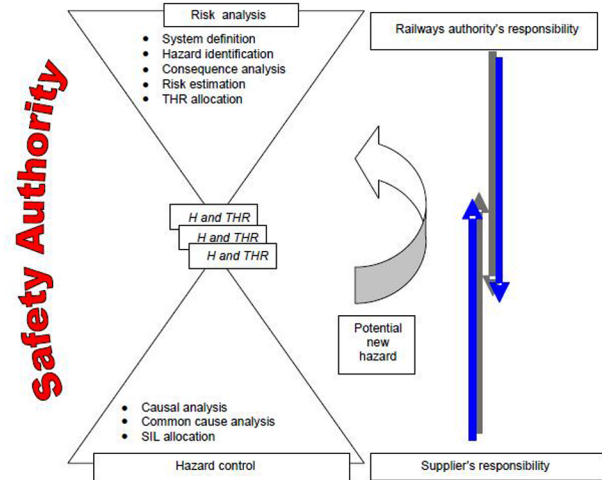 Safety Authority
Risk analysis
• System definition
• Hazard identification
• Consequence analysis
• Risk estimation
• THR allocation
Railways authority's responsibility
H and THR
H and THR
H and THR
Potential
new
hazard
• Causal analysis
• Common cause analysis
• SIL allocation
Hazard control
Supplier's responsibility